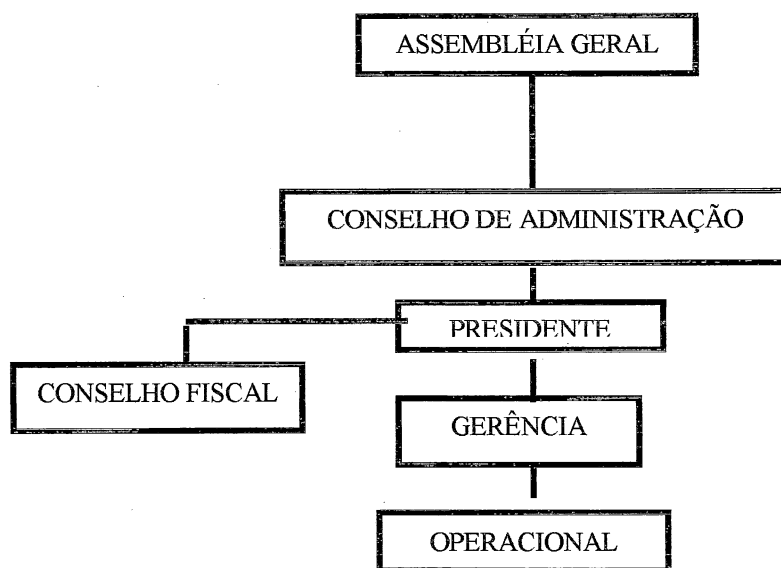 ASSEMBLÉIA GERAL
CONSELHO DE ADMINISTRAÇÃO
PRESIDENTE
CONSELHO FISCAL
GERÊNCIA
OPERACIONAL